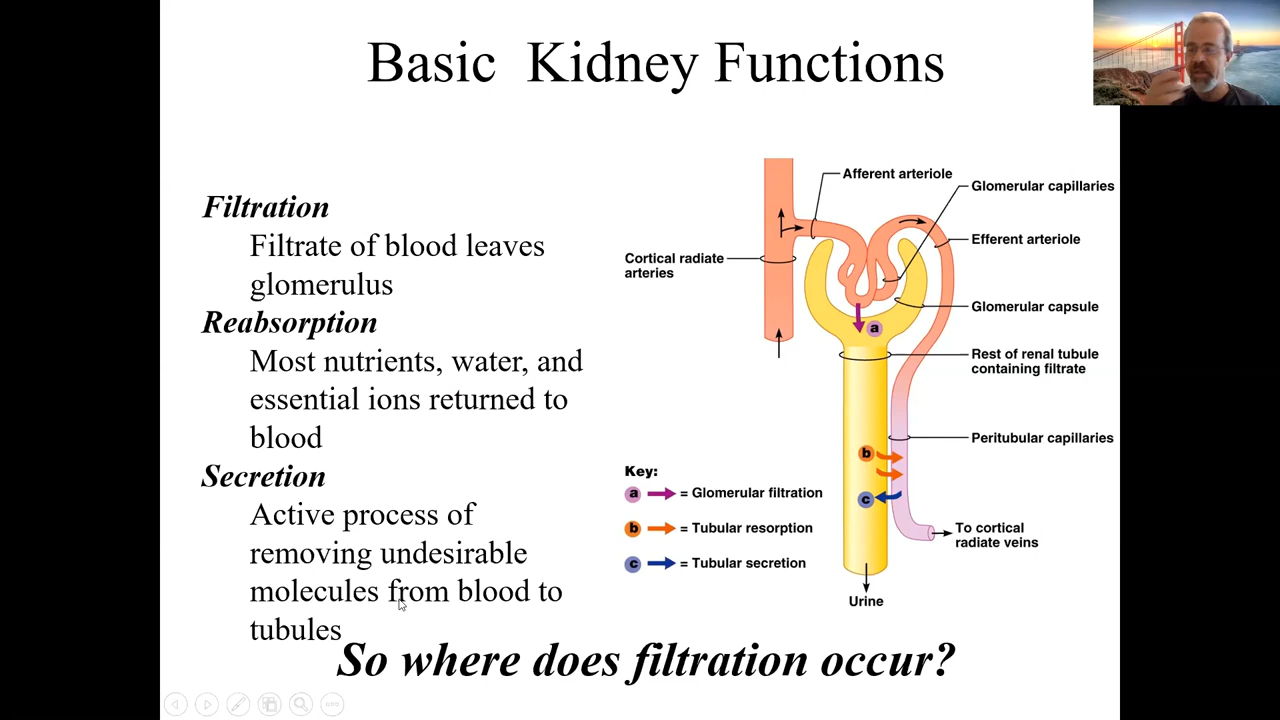 Basic Kidney Functions
Filtration
Filtrate of blood leaves
glomerulus
Reabsorption
Most nutrients, water, and
essential ions returned to
blood
Secretion
Active process of
removing undesirable
molecules from blood to
tubules
Afferent arteriole
Glomerular capillaries
Efferent arteriole
Cortical radiate
arteries
Glomerular capsule
a
Rest of renal tubule
containing filtrate
Peritubular capillaries
b
c
Key:
a = Glomerular filtration
b = Tubular resorption
c = Tubular secretion
To cortical
radiate veins
Urine
So where does filtration occur?